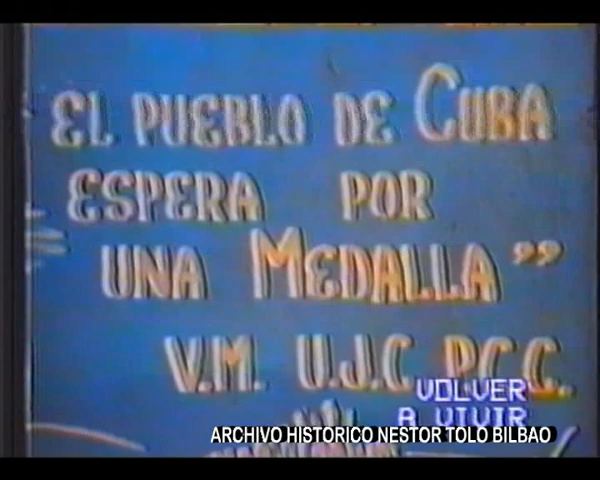 EL PUEBLO DE CUBA
ESPERA POR
UNA MEDALLA”
V.M. U.J.C P.C.C.
VOLVER
A VIVIR
ARCHIVO HISTORICO NESTOR TOLO BILBAO